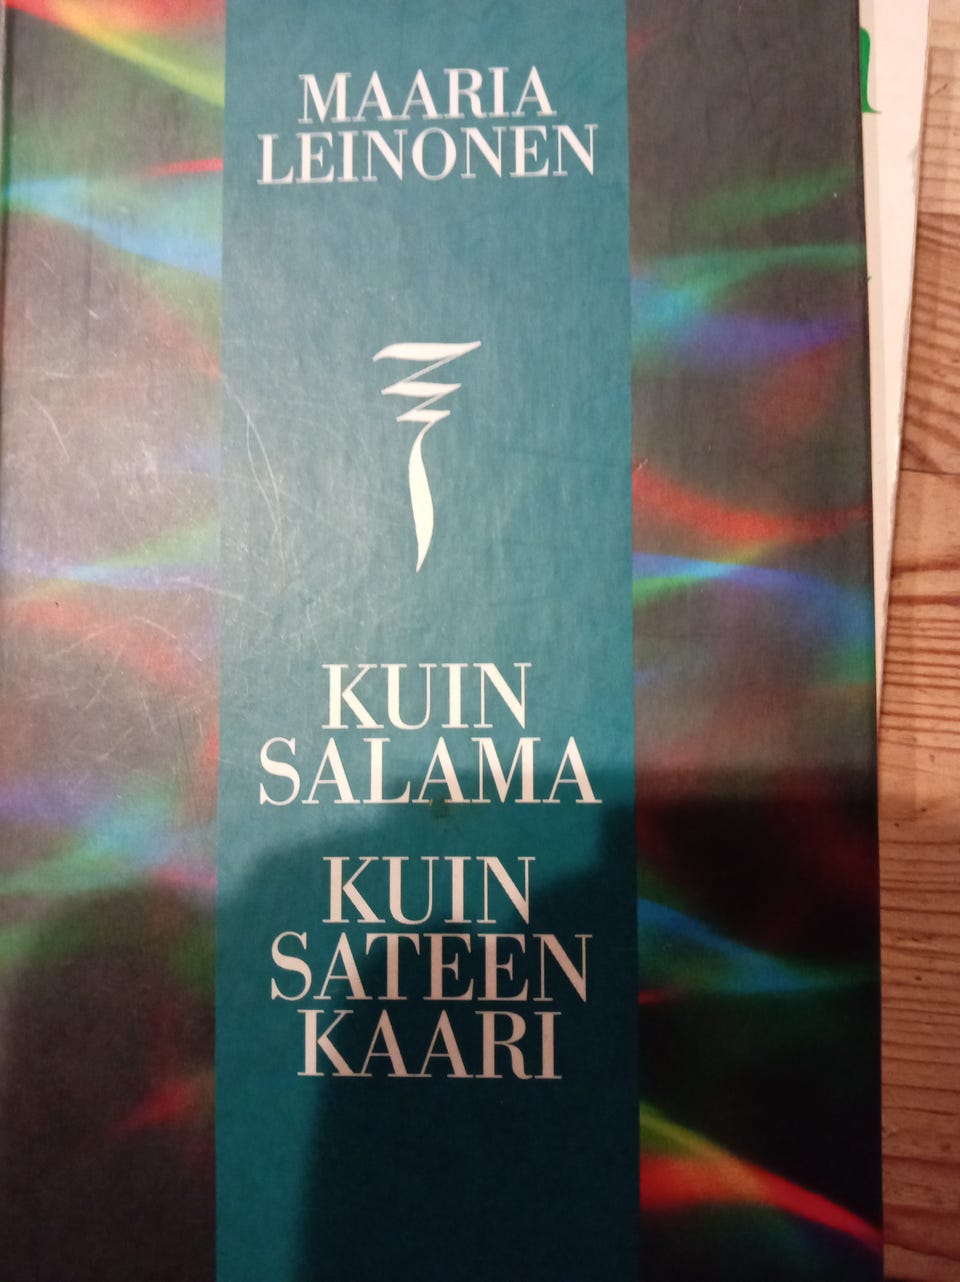 MAARIA
LEINONEN
KUIN
SALAMA
KUIN
SATEEN
KAARI